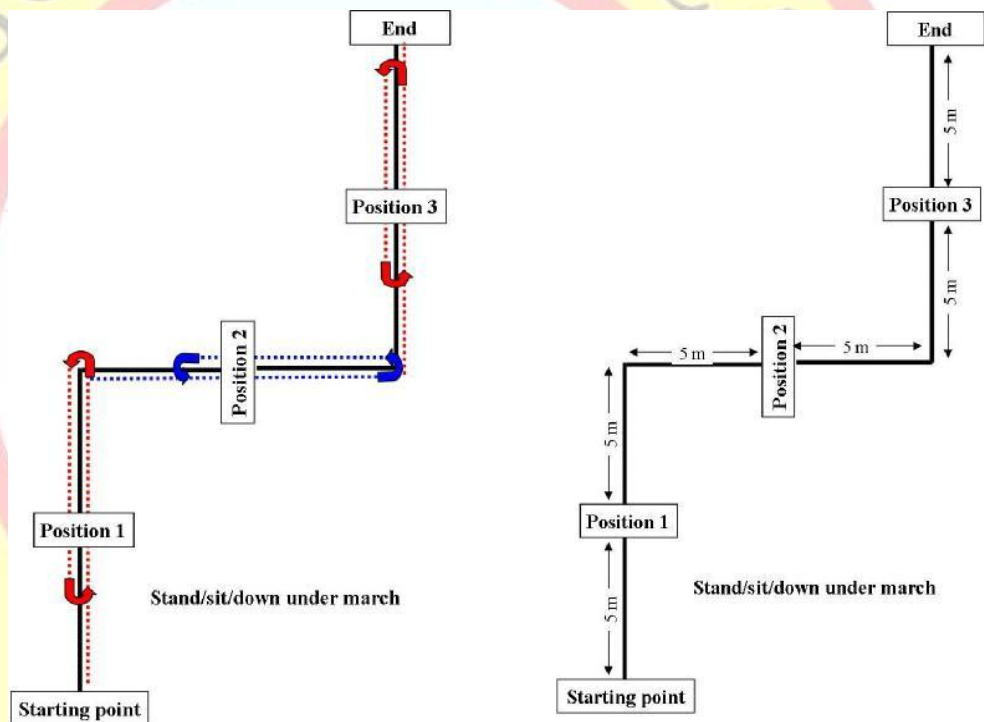 End
Position 3
Position 2
Position 1
Stand/sit/down under march
Starting point
End
5 m
Position 3
5 m
5 m
Position 2
5 m
5 m
Position 1
Stand/sit/down under march
5 m
Starting point